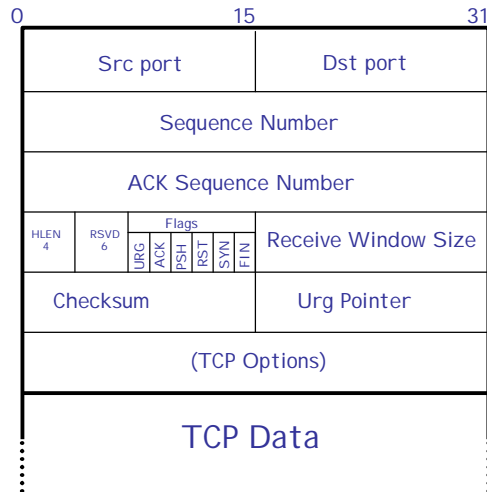 0 15 31
Src port Dst port
Sequence Number
ACK Sequence Number
HLEN 4 RSVD 6 Flags Receive Window Size
URG ACK PSH RST SYN FIN
Checksum Urg Pointer
(TCP Options)
TCP Data